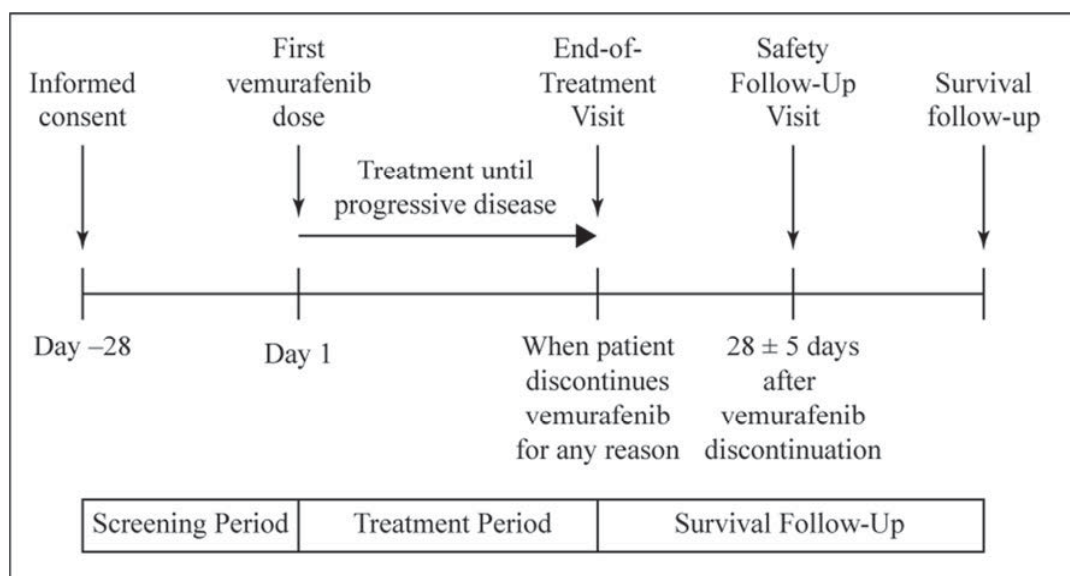 Informed
consent
First
vemurafenib
dose
End-of-
Treatment
Visit
Safety
Follow-Up
Visit
Survival
follow-up
Treatment until
progressive disease
Day –28
Day 1
When patient
discontinues
vemurafenib
for any reason
28 ± 5 days
after
vemurafenib
discontinuation
Screening Period
Treatment Period
Survival Follow-Up